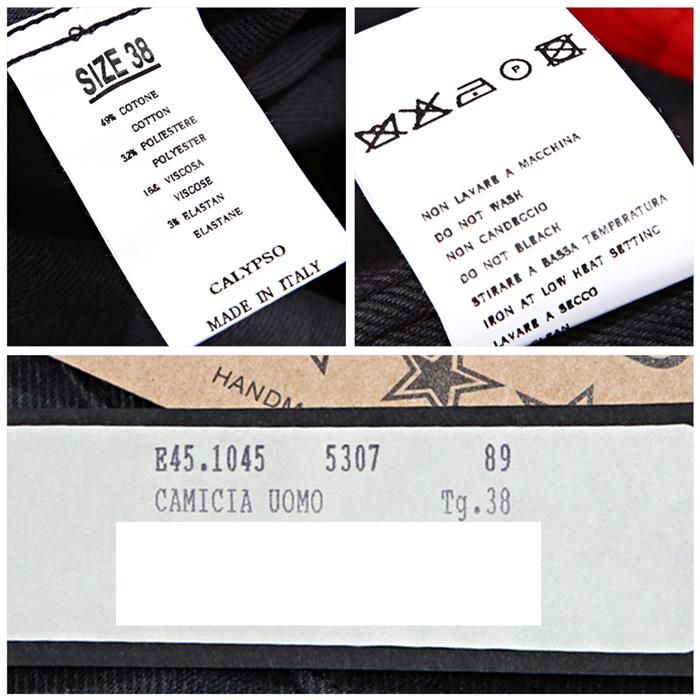 SIZE 38
49% COTONE
COTTON
32% POLIESTERE
POLYESTER
16% VISCOSA
VISCOSE
3% ELASTAN
ELASTANE
CALYPSO
MADE IN ITALY
P
NON LAVARE A MACCHINA
DO NOT WASH
NON CANDEGGIO
DO NOT BLEACH
STIRARE A BASSA TEMPERATURA
IRON AT LOW HEAT SETTING
LAVARE A SECCO
HANDM
E45.1045 5307 89
CAMICIA UOMO Tg.38